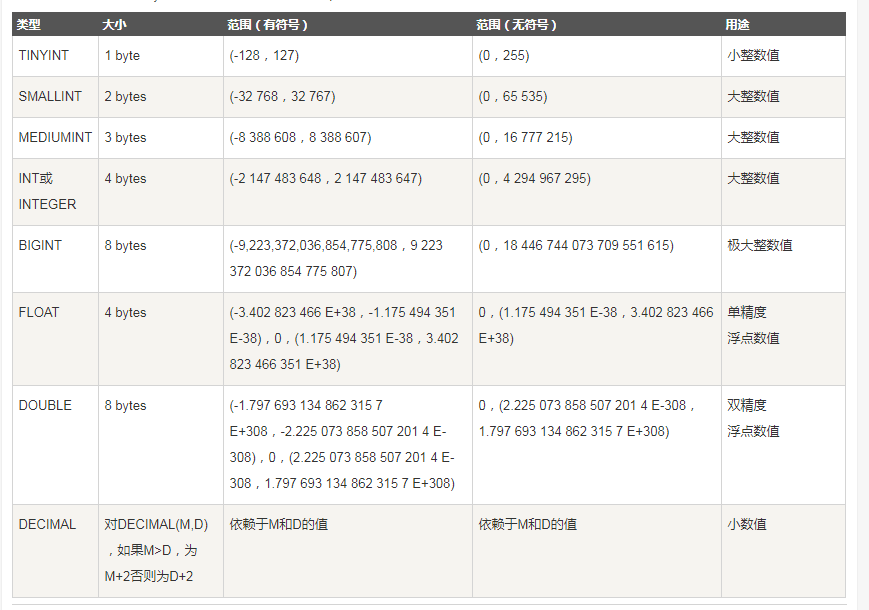 类型 大小 范围（有符号） 范围（无符号） 用途
TINYINT 1 byte (-128，127) (0，255) 小整数值
SMALLINT 2 bytes (-32 768，32 767) (0，65 535) 大整数值
MEDIUMINT 3 bytes (-8 388 608，8 388 607) (0，16 777 215) 大整数值
INT或 4 bytes (-2 147 483 648，2 147 483 647) (0，4 294 967 295) 大整数值
INTEGER
BIGINT 8 bytes (-9,223,372,036,854,775,808，9 223 (0，18 446 744 073 709 551 615) 极大整数值
372 036 854 775 807)
FLOAT 4 bytes (-3.402 823 466 E+38，-1.175 494 351 0，(1.175 494 351 E-38，3.402 823 466 单精度
E-38)，0，(1.175 494 351 E-38，3.402 E+38) 浮点数值
823 466 351 E+38)
DOUBLE 8 bytes (-1.797 693 134 862 315 7 0，(2.225 073 858 507 201 4 E-308， 双精度
E+308，-2.225 073 858 507 201 4 E- 1.797 693 134 862 315 7 E+308) 浮点数值
308)，0，(2.225 073 858 507 201 4 E-
308，1.797 693 134 862 315 7 E+308)
DECIMAL 对DECIMAL(M,D) 依赖于M和D的值 依赖于M和D的值 小数值
，如果M>D，为
M+2否则为D+2